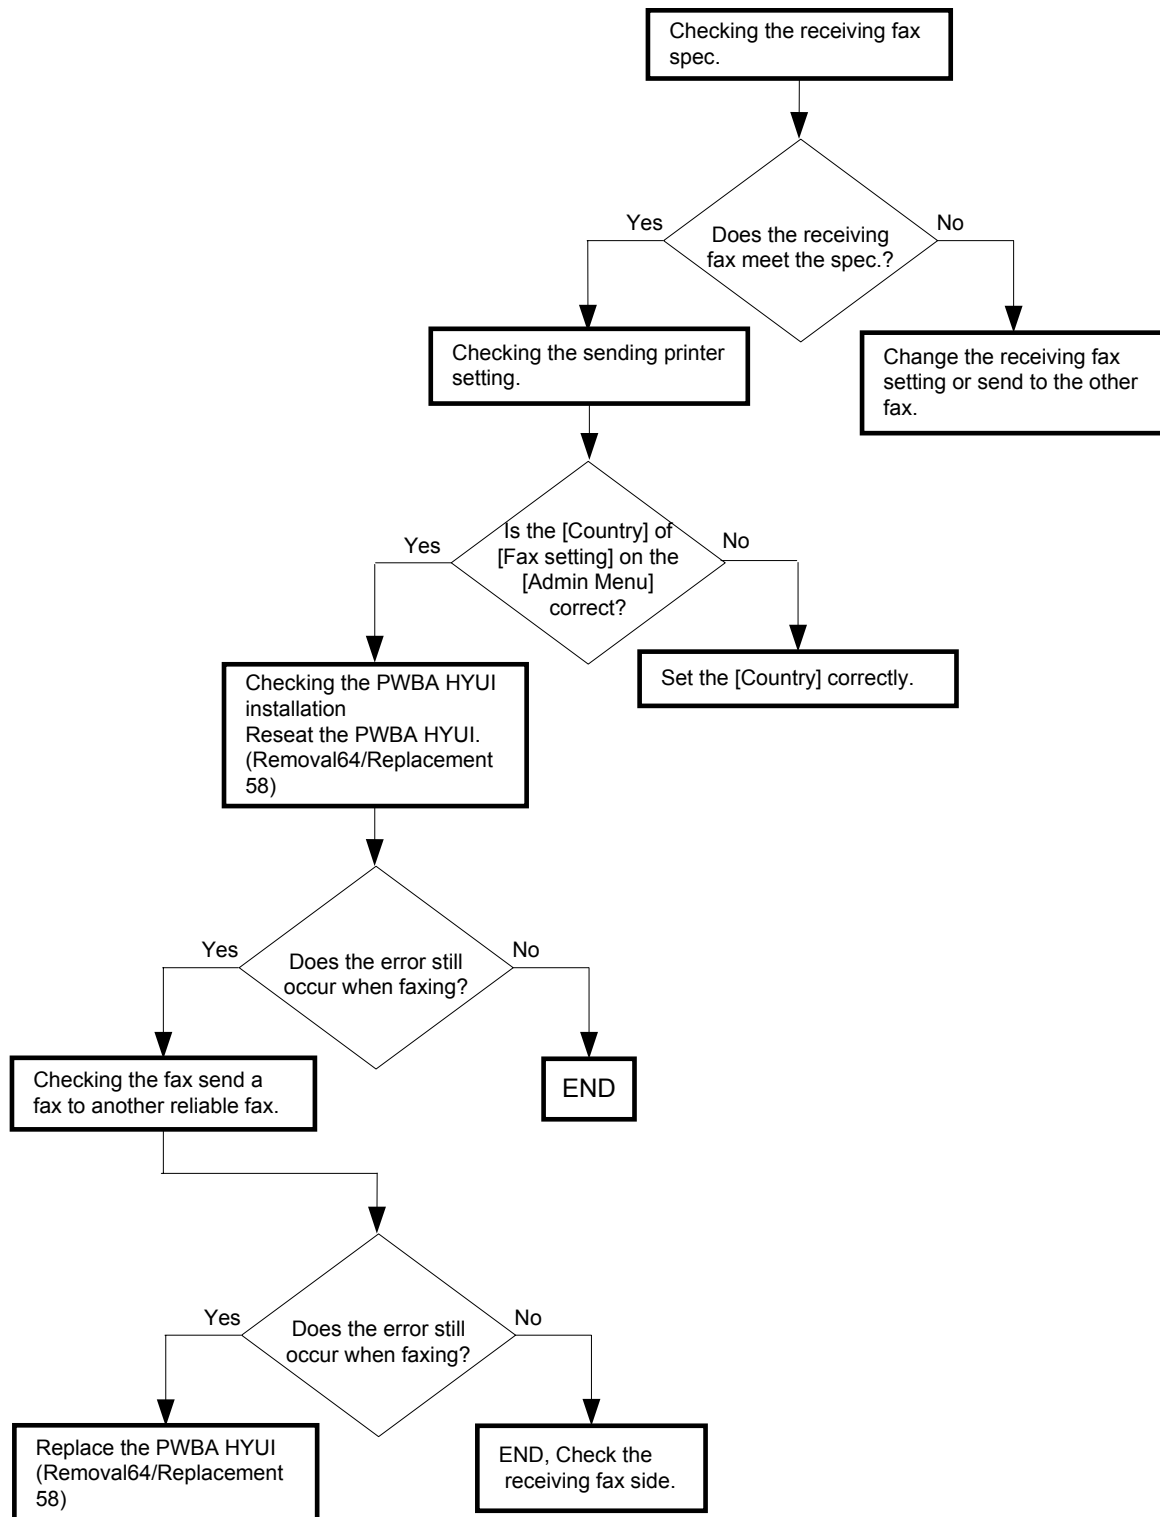 Checking the receiving fax
spec.
Yes
No
Does the receiving
fax meet the spec.?
Checking the sending printer
setting.
Change the receiving fax
setting or send to the other
fax.
Yes
No
Is the [Country] of
[Fax setting] on the
[Admin Menu]
correct?
Checking the PWBA HYUI
installation
Reseat the PWBA HYUI.
(Removal64/Replacement
58)
Set the [Country] correctly.
Yes
No
Does the error still
occur when faxing?
Checking the fax send a
fax to another reliable fax.
END
Yes
No
Does the error still
occur when faxing?
Replace the PWBA HYUI
(Removal64/Replacement
58)
END, Check the
receiving fax side.